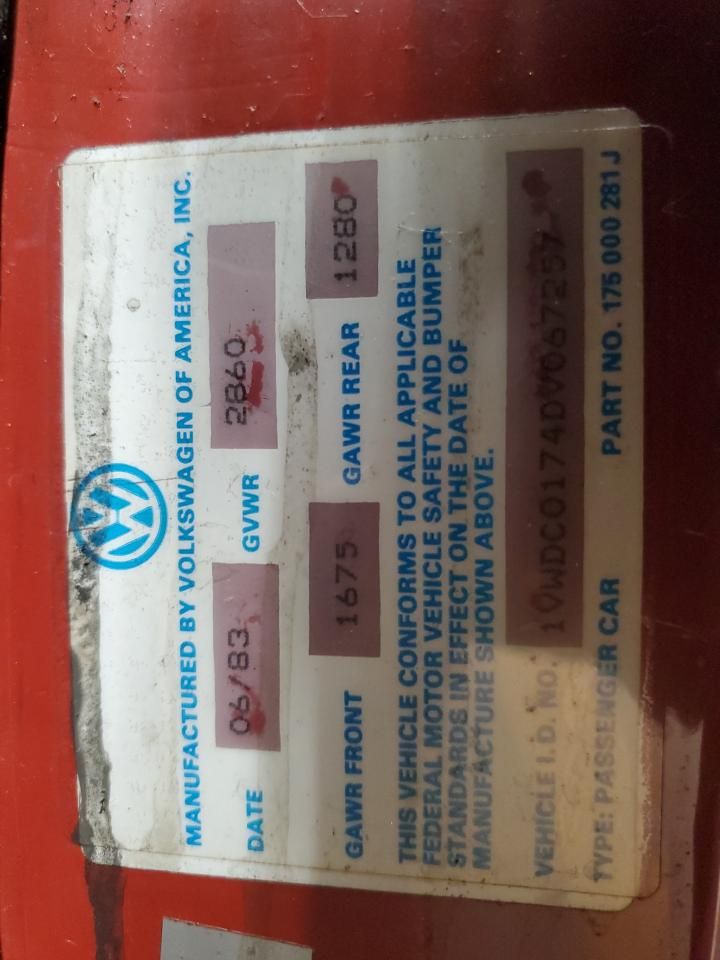 MANUFACTURED BY VOLKSWAGEN OF AMERICA, INC.
DATE 06/83 GVWR 2860
GAWR FRONT 1675 GAWR REAR 1280
THIS VEHICLE CONFORMS TO ALL APPLICABLE
FEDERAL MOTOR VEHICLE SAFETY AND BUMPER
STANDARDS IN EFFECT ON THE DATE OF
MANUFACTURE SHOWN ABOVE.
VEHICLE I.D. NO. 1VWDC0174DV067257
TYPE: PASSENGER CAR PART NO. 175 000 281 J